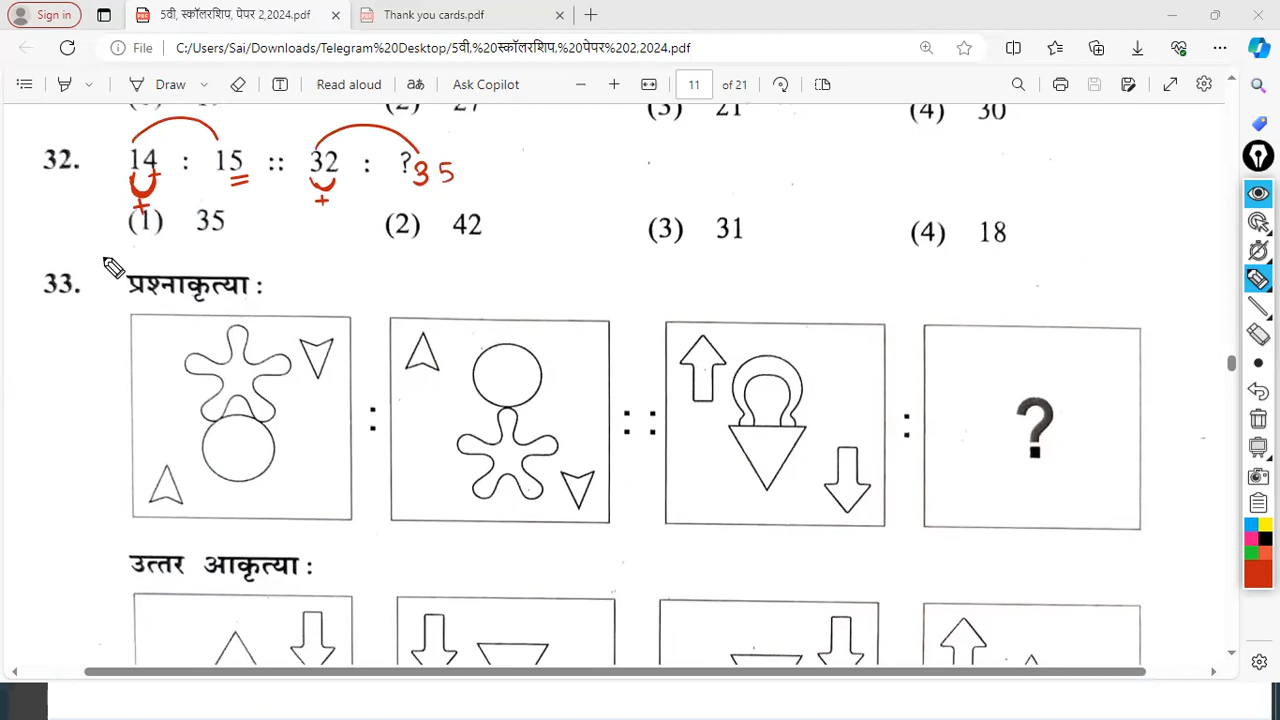 Sign in
5वी, स्कॉलरशिप, पेपर 2,2024.pdf
Thank you cards.pdf
File
C:/Users/Sai/Downloads/Telegram%20Desktop/5वी,%20स्कॉलरशिप,%20पेपर%202,2024.pdf
Draw
Read aloud
aあ
Ask Copilot
11 of 21
(2) 27 (3) 21 (4) 30
32. 14 : 15 :: 32 : ? 35
+ +
(1) 35 (2) 42 (3) 31 (4) 18
33. प्रश्नाकृत्या :
: :: : ?
उत्तर आकृत्या :